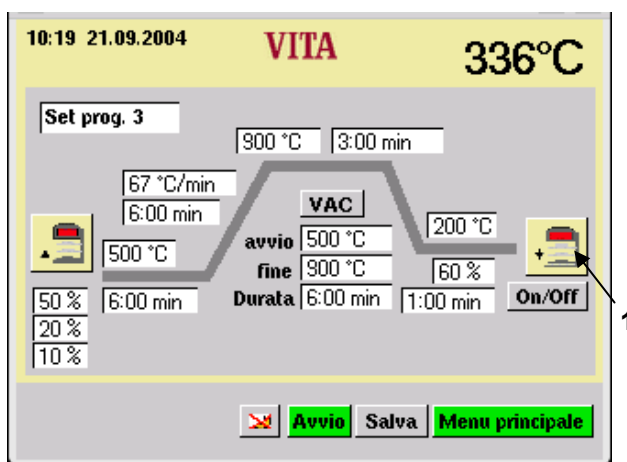 10:19 21.09.2004
VITA
336°C
Set prog. 3
900 °C
3:00 min
67 °C/min
6:00 min
VAC
200 °C
500 °C
avvio 500 °C
fine 900 °C
60 %
50 %
6:00 min
Durata 6:00 min
1:00 min
On/Off
20 %
10 %
1
Avvio
Salva
Menu principale